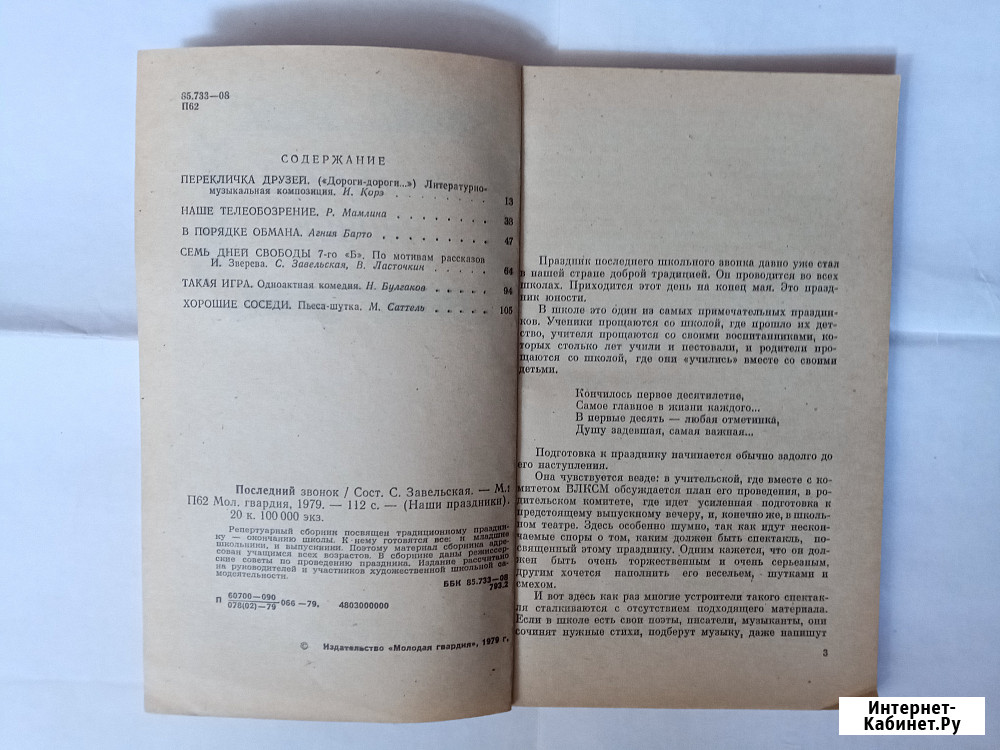 85.733—08
П62
СОДЕРЖАНИЕ
ПЕРЕКЛИЧКА ДРУЗЕЙ. («Дороги-дороги...») Литературно-
музыкальная композиция. И. Корэ . . . . . . . . 13
НАШЕ ТЕЛЕОБОЗРЕНИЕ. Р. Мамлина . . . . . . . . 38
В ПОРЯДКЕ ОБМАНА. Агния Барто . . . . . . . . . 47
СЕМЬ ДНЕЙ СВОБОДЫ 7-го «Б». По мотивам рассказов
И. Зверева. С. Завельская, В. Ласточкин . . . . . 64
ТАКАЯ ИГРА. Одноактная комедия. Н. Булгаков . . . . . 94
ХОРОШИЕ СОСЕДИ. Пьеса-шутка. М. Саттель . . . . . 105
Последний звонок / Сост. С. Завельская. — М.:
П62 Мол. гвардия, 1979. — 112 с. — (Наши праздники).
20 к. 100 000 экз.
Репертуарный сборник посвящен традиционному праздни-
ку — окончанию школы. К нему готовятся все: и младшие
школьники, и выпускники. Поэтому материал сборника адре-
сован учащимся всех возрастов. В сборнике даны режиссер-
ские советы по проведению праздника. Издание рассчитано
на руководителей и участников художественной школьной са-
модеятельности.
ББК 85.733—08
793.2
П 60700—090
078(02)—79 066—79. 4803000000
© Издательство «Молодая гвардия», 1979 г.
Праздник последнего школьного звонка давно уже стал
в нашей стране доброй традицией. Он проводится во всех
школах. Приходится этот день на конец мая. Это празд-
ник юности.
В школе это один из самых примечательных праздни-
ков. Ученики прощаются со школой, где прошло их дет-
ство, учителя прощаются со своими воспитанниками, ко-
торых столько лет учили и пестовали, и родители про-
щаются со школой, где они «учились» вместе со своими
детьми.
Кончилось первое десятилетие,
Самое главное в жизни каждого...
В первые десять — любая отметинка,
Душу задевшая, самая важная...
Подготовка к празднику начинается обычно задолго до
его наступления.
Она чувствуется везде: в учительской, где вместе с ко-
митетом ВЛКСМ обсуждается план его проведения, в ро-
дительском комитете, где идет усиленная подготовка к
предстоящему выпускному вечеру, и, конечно же, в школь-
ном театре. Здесь особенно шумно, так как идут нескон-
чаемые споры о том, каким должен быть спектакль, по-
священный этому празднику. Одним кажется, что он дол-
жен быть очень торжественным и очень серьезным,
другим хочется наполнить его весельем, шутками и
смехом.
И вот здесь как раз многие устроители такого спектак-
ля сталкиваются с отсутствием подходящего материала.
Если в школе есть свои поэты, писатели, музыканты, они
сочинят нужные стихи, подберут музыку, даже напишут
3
Интернет-
Кабинет.Ру